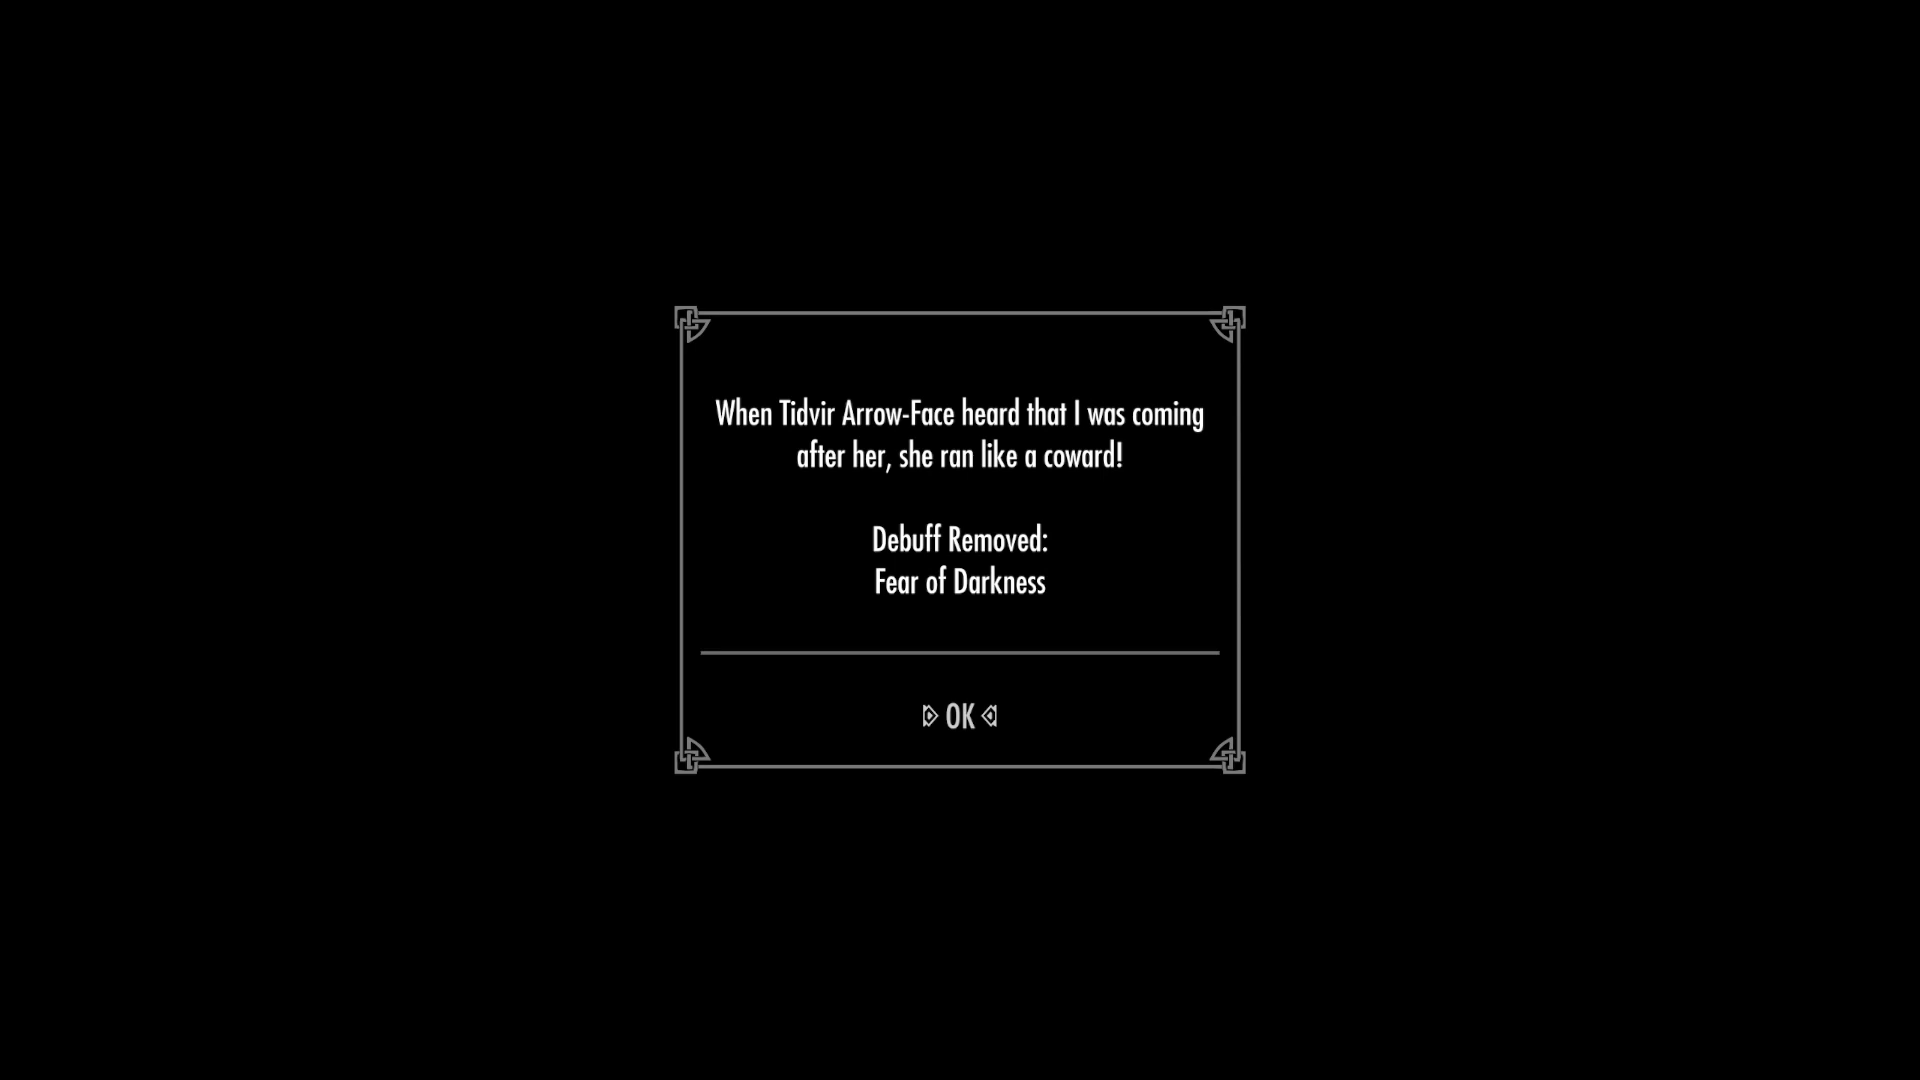 When Tidvir Arrow-Face heard that I was coming
after her, she ran like a coward!
Debuff Removed:
Fear of Darkness
OK